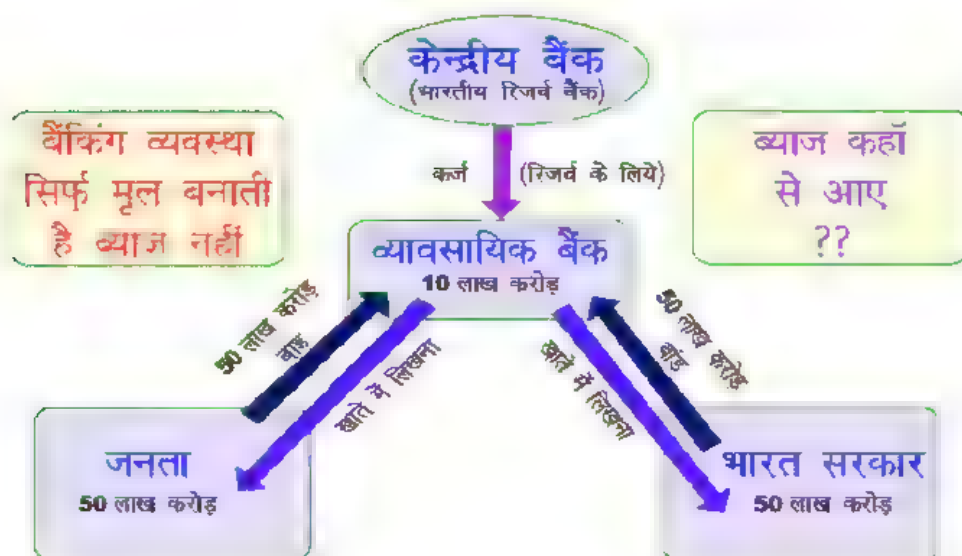 केन्द्रीय बैंक
(भारतीय रिजर्व बैंक)
बैंकिंग व्यवस्था
सिर्फ मूल बनाती
है ब्याज नहीं
ब्याज कहॉ
से आए
??
कर्ज (रिजर्व के लिये)
व्यावसायिक बैंक
10 लाख करोड़
50 लाख करोड़
बांड
खाते में लिखना
50 लाख करोड़
बांड
खाते में लिखना
जनता
50 लाख करोड़
भारत सरकार
50 लाख करोड़